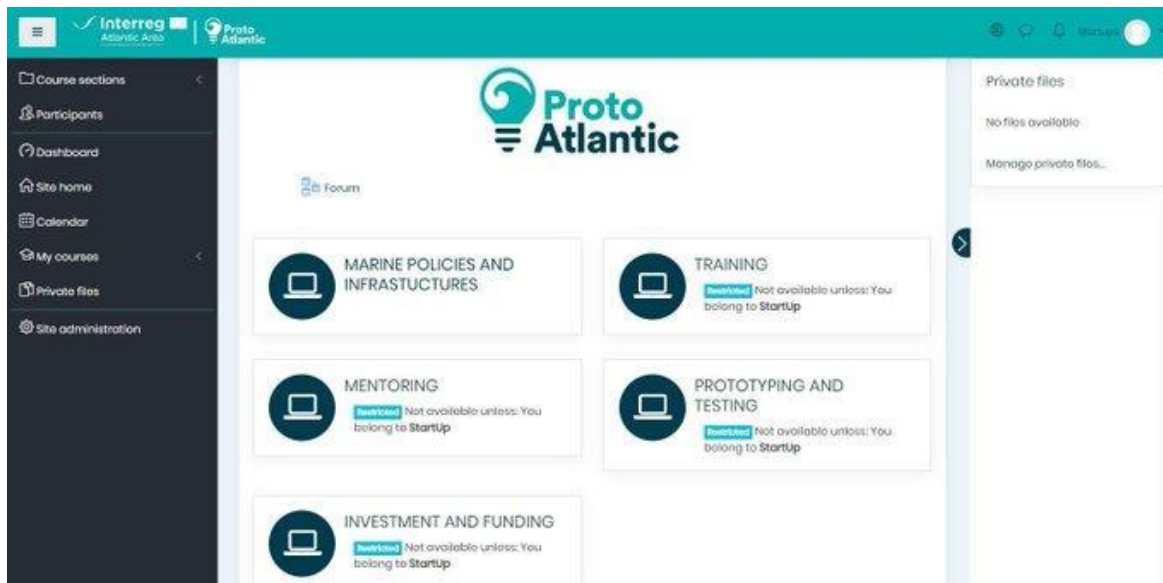 Interreg
Atlantic Area
Proto
Atlantic
Startups
Course sections
Participants
Dashboard
Site home
Calendar
My courses
Private files
Site administration
Proto
Atlantic
Forum
MARINE POLICIES AND
INFRASTUCTURES
TRAINING
Restricted Not available unless: You
belong to StartUp
MENTORING
Restricted Not available unless: You
belong to StartUp
PROTOTYPING AND
TESTING
Restricted Not available unless: You
belong to StartUp
INVESTMENT AND FUNDING
Restricted Not available unless: You
belong to StartUp
Private files
No files available
Manage private files...